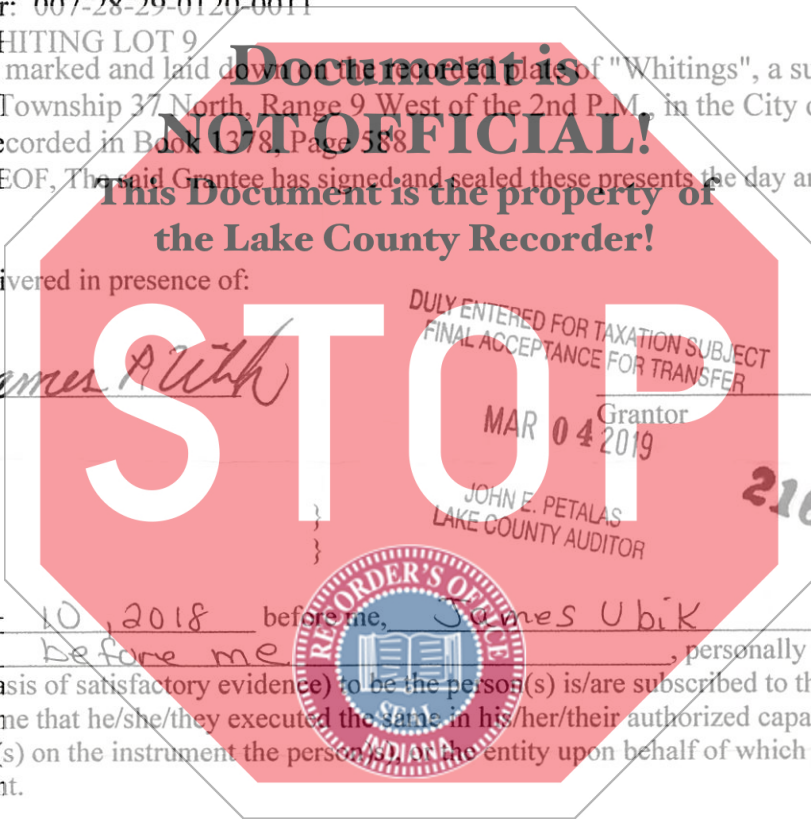 r: 007-28-29-0120-0011
HITING LOT 9
marked and laid down on the recorded plate of "Whitings", a su
Township 37 North, Range 9 West of the 2nd P.M., in the City o
ecorded in Book 1378, Page 588
EOF, The said Grantee has signed and sealed these presents the day an
Document is
NOT OFFICIAL!
This Document is the property of
the Lake County Recorder!
ivered in presence of:
STOP
DULY ENTERED FOR TAXATION SUBJECT
FINAL ACCEPTANCE FOR TRANSFER
Grantor
MAR 04 2019
216
JOHN E. PETALAS
LAKE COUNTY AUDITOR
}
}
10, 2018 before me, James Ubik
before me , personally
asis of satisfactory evidence) to be the person(s) is/are subscribed to th
me that he/she/they executed the same in his/her/their authorized capa
(s) on the instrument the person(s), or the entity upon behalf of which
nt.
RECORDER'S OFFICE
SEAL
INDIANA